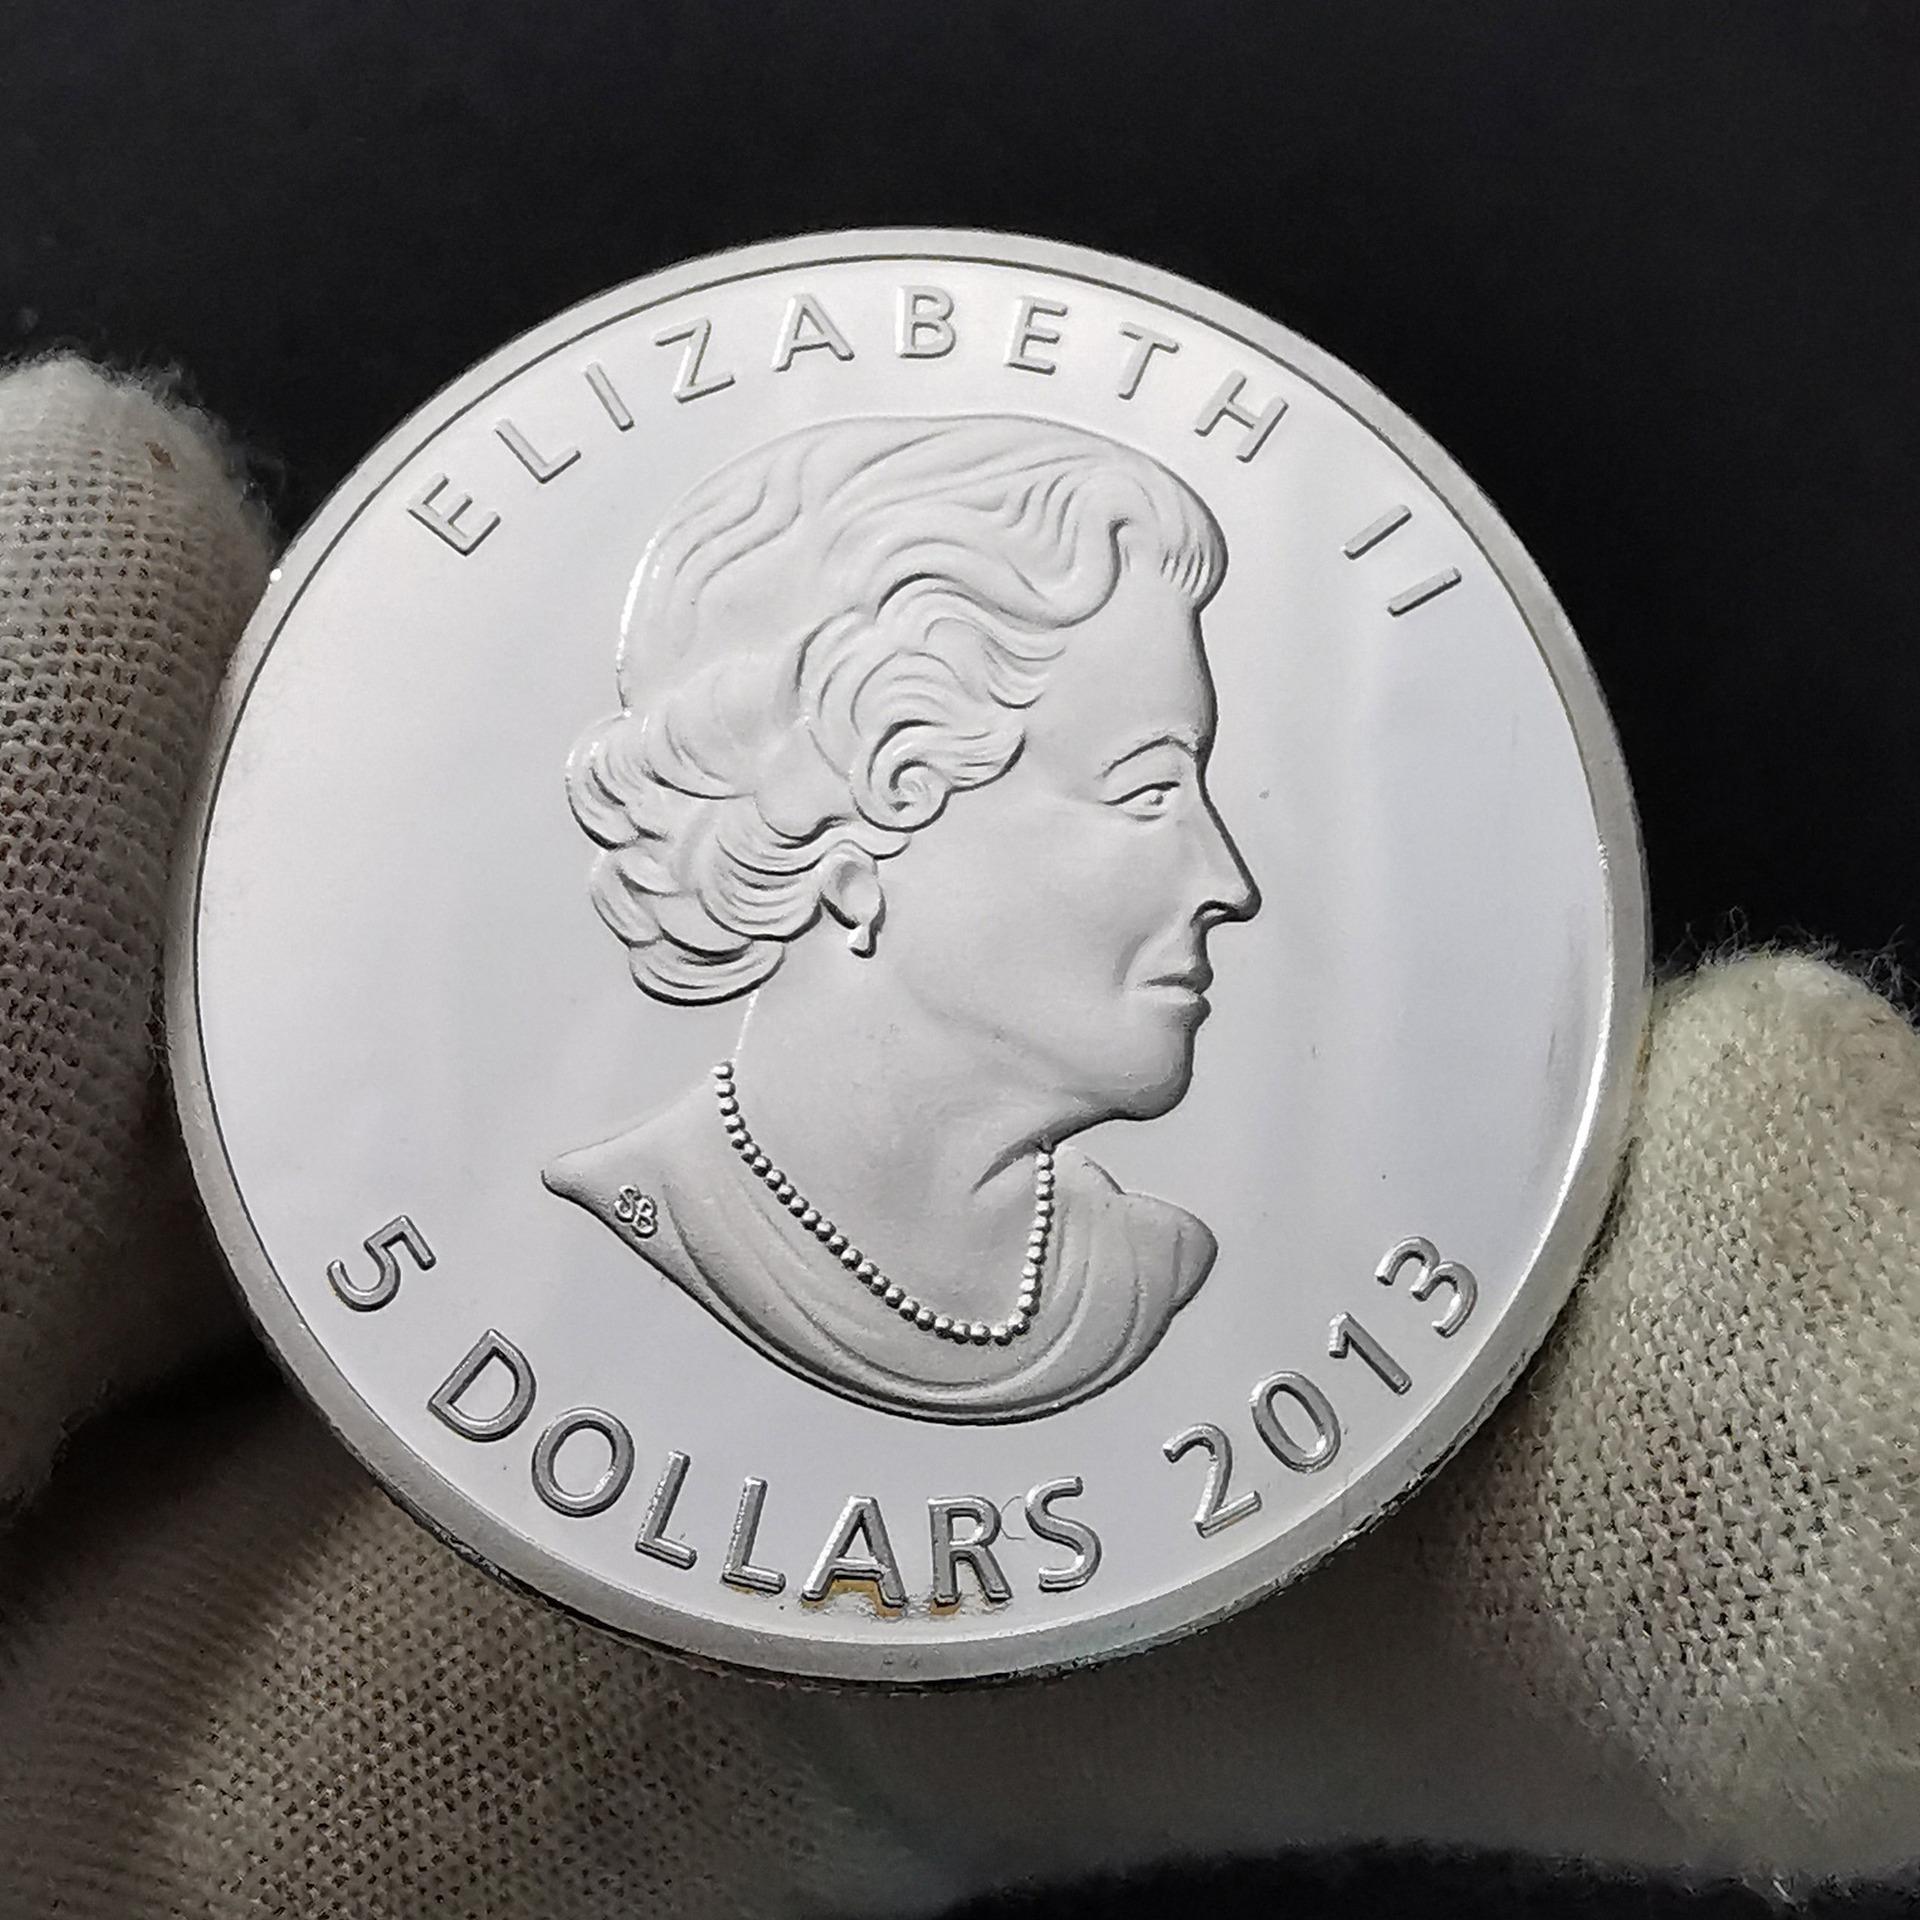 ELIZABETH II
SB
5 DOLLARS 2013